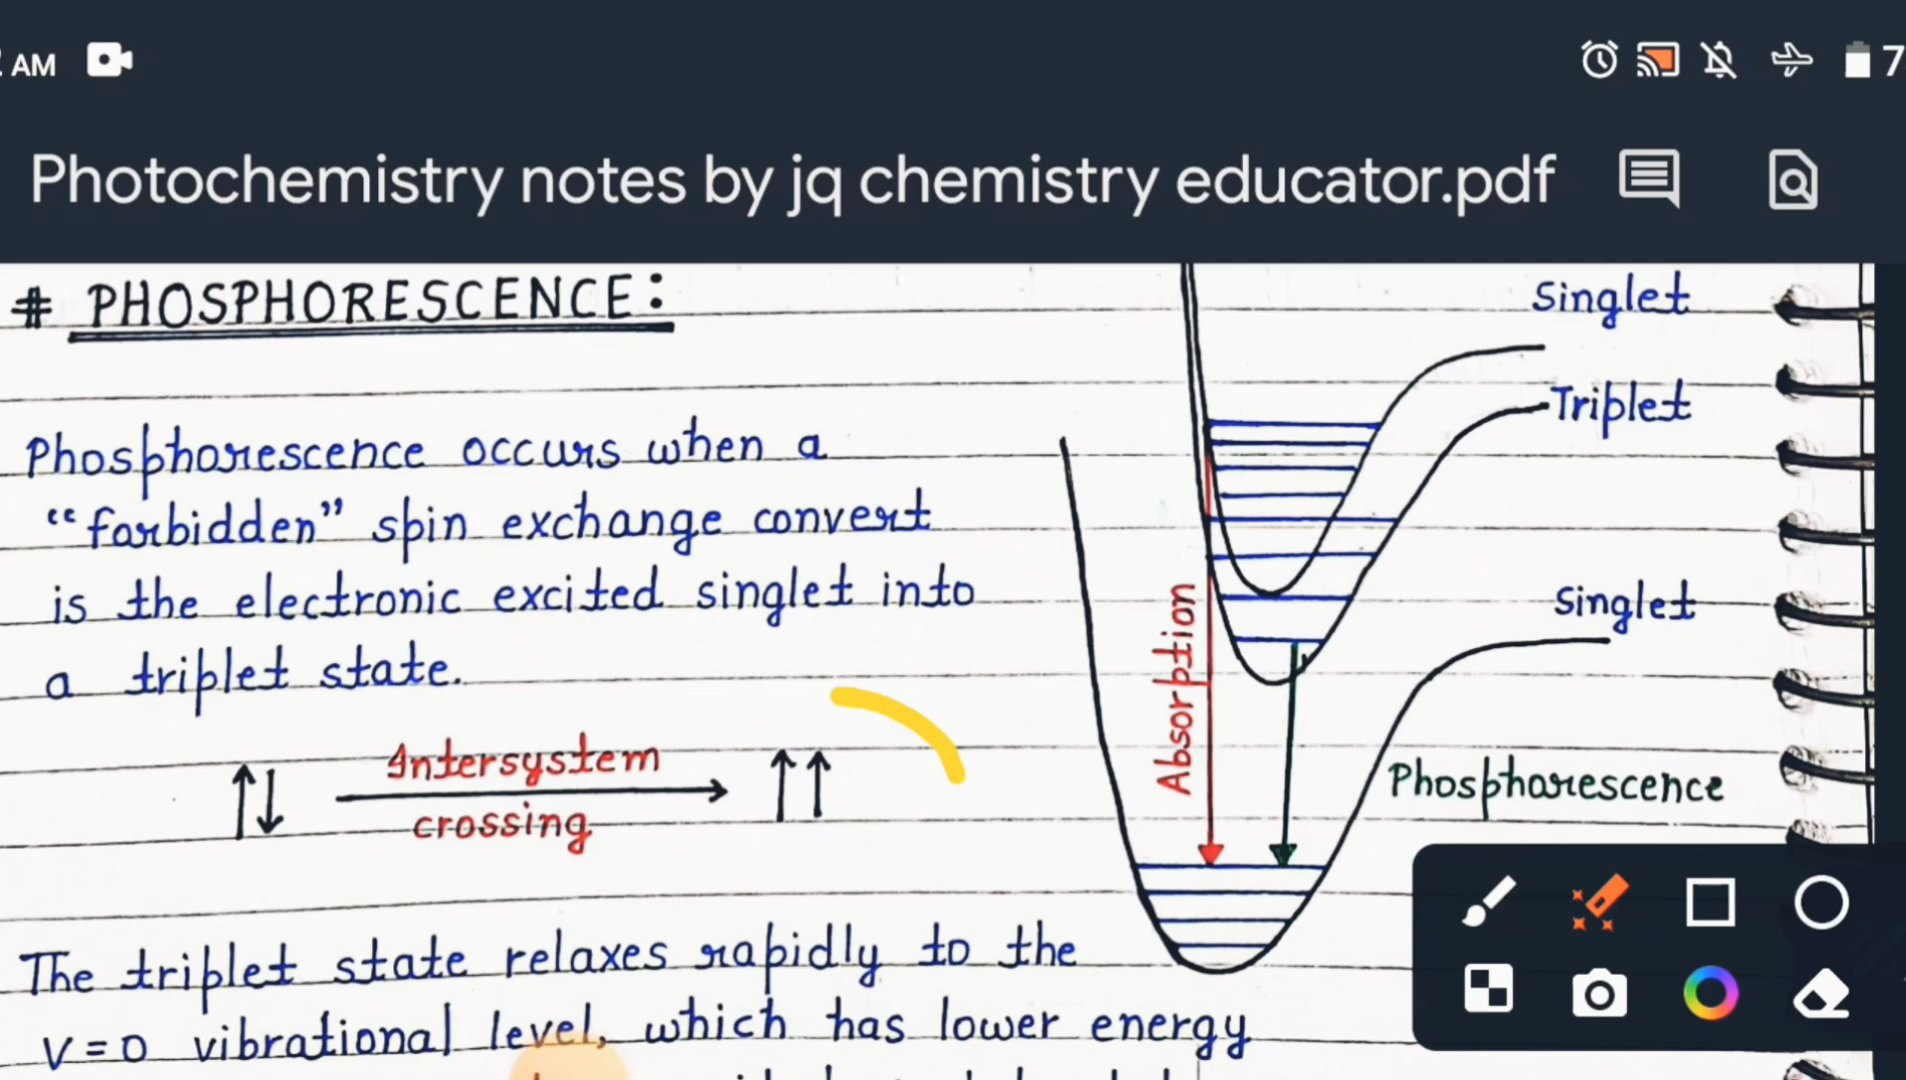 AM
7
Photochemistry notes by jq chemistry educator.pdf
# PHOSPHORESCENCE:
Phosphorescence occurs when a
"forbidden" spin exchange convert
is the electronic excited singlet into
a triplet state.
Intersystem
crossing
The triplet state relaxes rapidly to the
V=0 vibrational level, which has lower energy
Singlet
Triplet
Singlet
Absorption
Phosphorescence